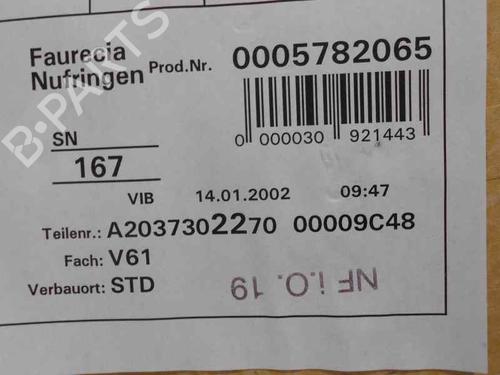 Faurecia
Nufringen Prod.Nr. 0005782065
SN
167
0 000030 921443
VIB 14.01.2002 09:47
Teilenr.: A2037302270 00009C48
Fach: V61
Verbauort: STD
NF i.O. 19
B-PARTS